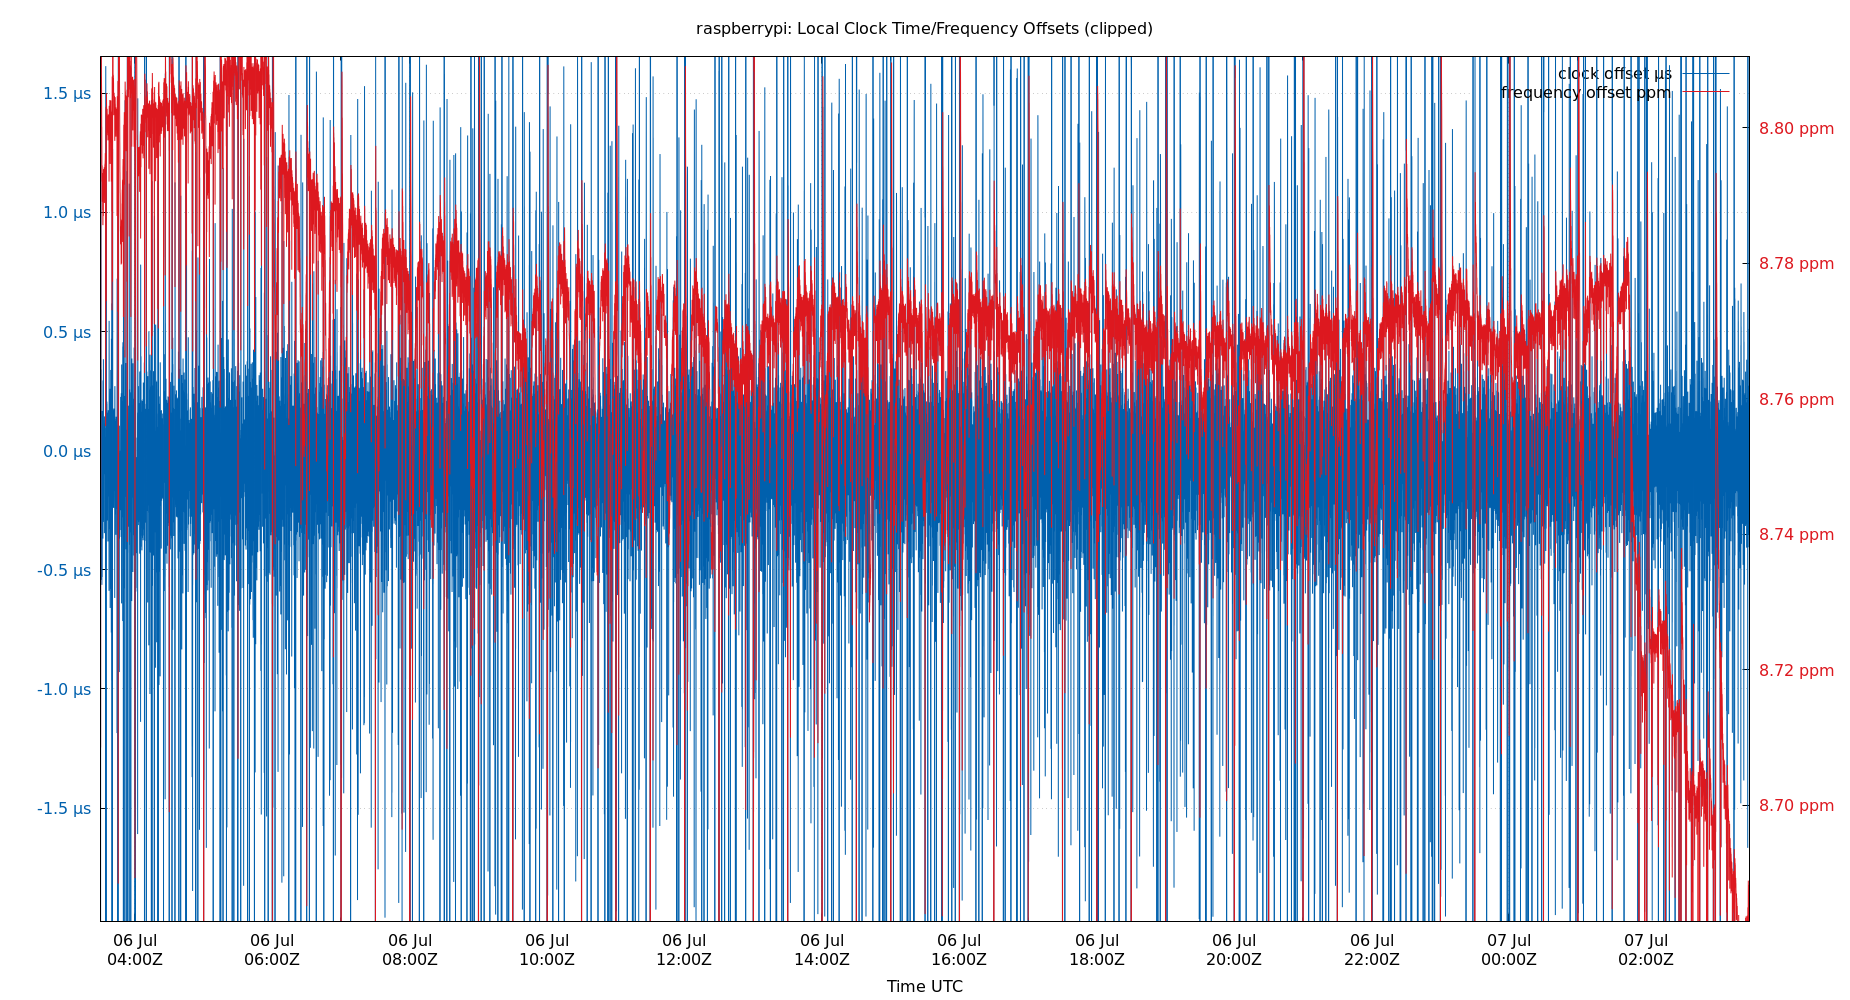 raspberrypi: Local Clock Time/Frequency Offsets (clipped)
clock offset µs
frequency offset ppm
1.5 µs
1.0 µs
0.5 µs
0.0 µs
-0.5 µs
-1.0 µs
-1.5 µs
8.80 ppm
8.78 ppm
8.76 ppm
8.74 ppm
8.72 ppm
8.70 ppm
06 Jul 06 Jul 06 Jul 06 Jul 06 Jul 06 Jul 06 Jul 06 Jul 06 Jul 06 Jul 07 Jul 07 Jul
04:00Z 06:00Z 08:00Z 10:00Z 12:00Z 14:00Z 16:00Z 18:00Z 20:00Z 22:00Z 00:00Z 02:00Z
Time UTC